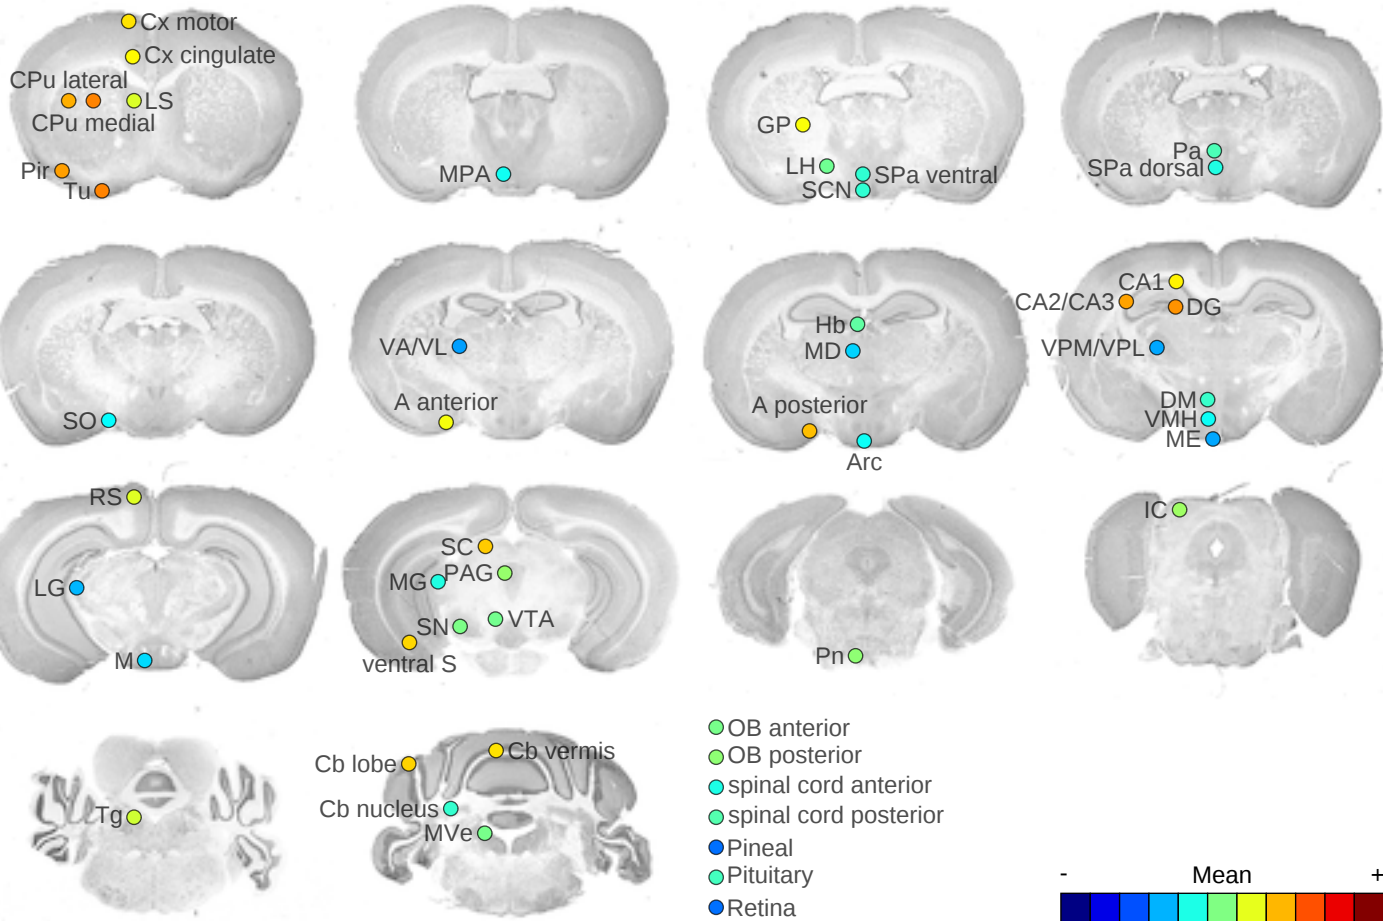 Cx motor
Cx cingulate
CPu lateral
LS
CPu medial
Pir
Tu
MPA
GP
LH
SPa ventral
SCN
Pa
SPa dorsal
SO
VA/VL
A anterior
Hb
MD
A posterior
Arc
CA1
CA2/CA3
DG
VPM/VPL
DM
VMH
ME
RS
LG
M
SC
MG
PAG
SN
VTA
ventral S
Pn
IC
Tg
Cb lobe
Cb vermis
Cb nucleus
MVe
OB anterior
OB posterior
spinal cord anterior
spinal cord posterior
Pineal
Pituitary
Retina
- Mean +